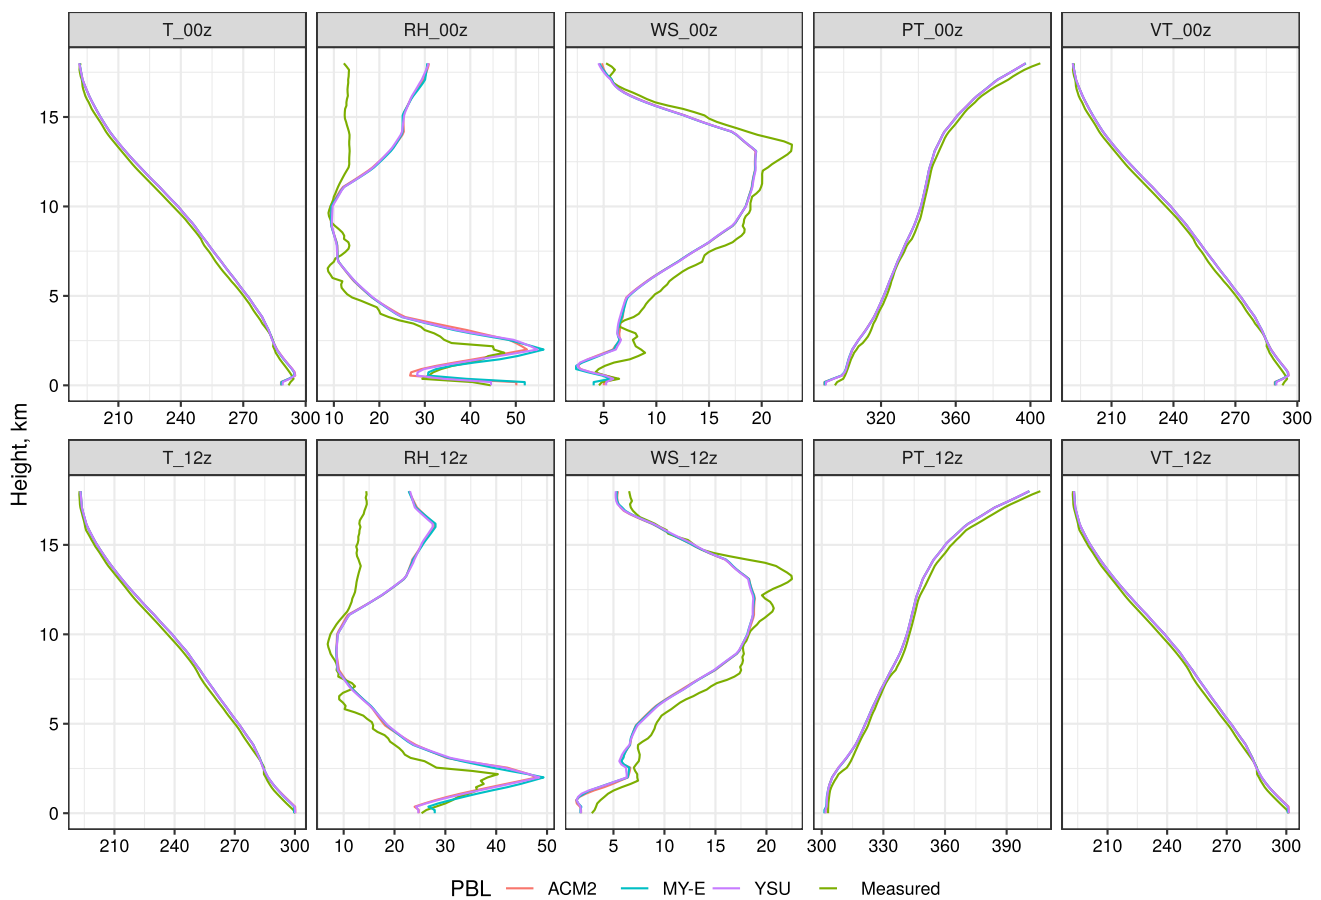 T_00z RH_00z WS_00z PT_00z VT_00z
15
10
5
0
210 240 270 300 10 20 30 40 50 5 10 15 20 320 360 400 210 240 270 300
Height, km
T_12z RH_12z WS_12z PT_12z VT_12z
15
10
5
0
210 240 270 300 10 20 30 40 50 5 10 15 20 300 330 360 390 210 240 270 300
PBL ACM2 MY-E YSU Measured